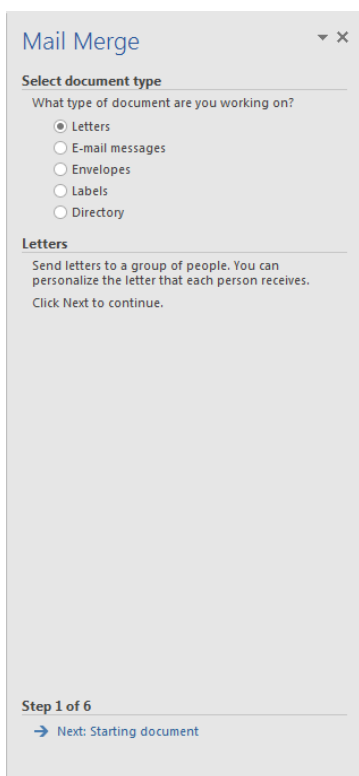 Mail Merge
Select document type
What type of document are you working on?
Letters
E-mail messages
Envelopes
Labels
Directory
Letters
Send letters to a group of people. You can
personalize the letter that each person receives.
Click Next to continue.
Step 1 of 6
Next: Starting document